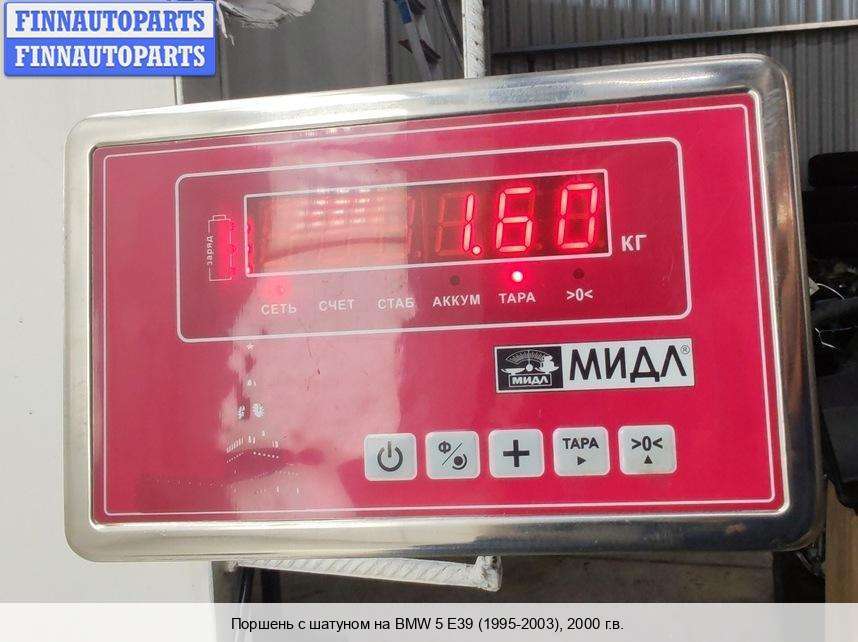 FINNAUTOPARTS
FINNAUTOPARTS
заряд
1.60 КГ
СЕТЬ СЧЕТ СТАБ АККУМ ТАРА >0<
МИДЛ МИДЛ®
Ф ТАРА >0<
Поршень с шатуном на BMW 5 E39 (1995-2003), 2000 г.в.